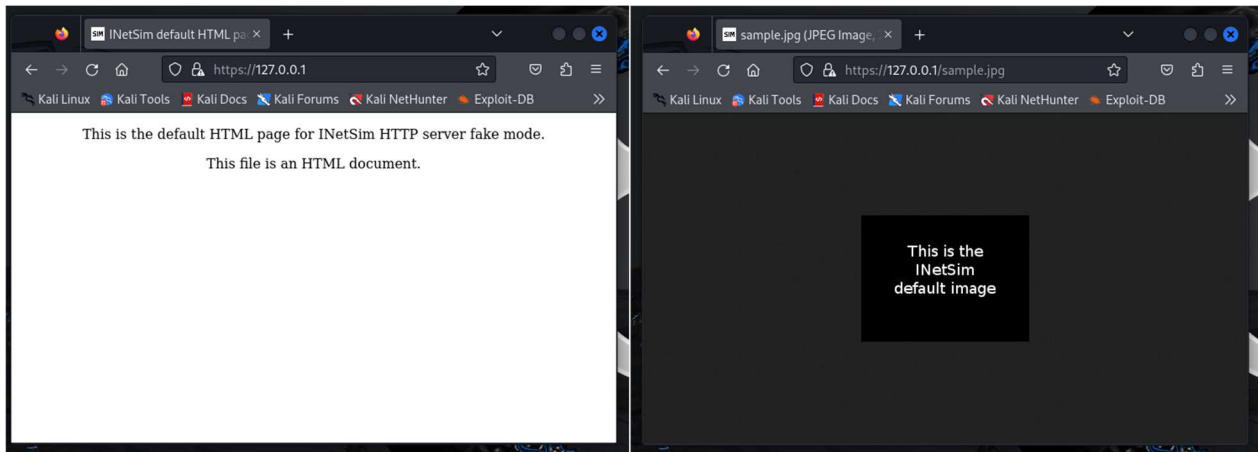 SIM INetSim default HTML pa
https://127.0.0.1
Kali Linux Kali Tools Kali Docs Kali Forums Kali NetHunter Exploit-DB
This is the default HTML page for INetSim HTTP server fake mode.
This file is an HTML document.
SIM sample.jpg (JPEG Image,
https://127.0.0.1/sample.jpg
Kali Linux Kali Tools Kali Docs Kali Forums Kali NetHunter Exploit-DB
This is the
INetSim
default image